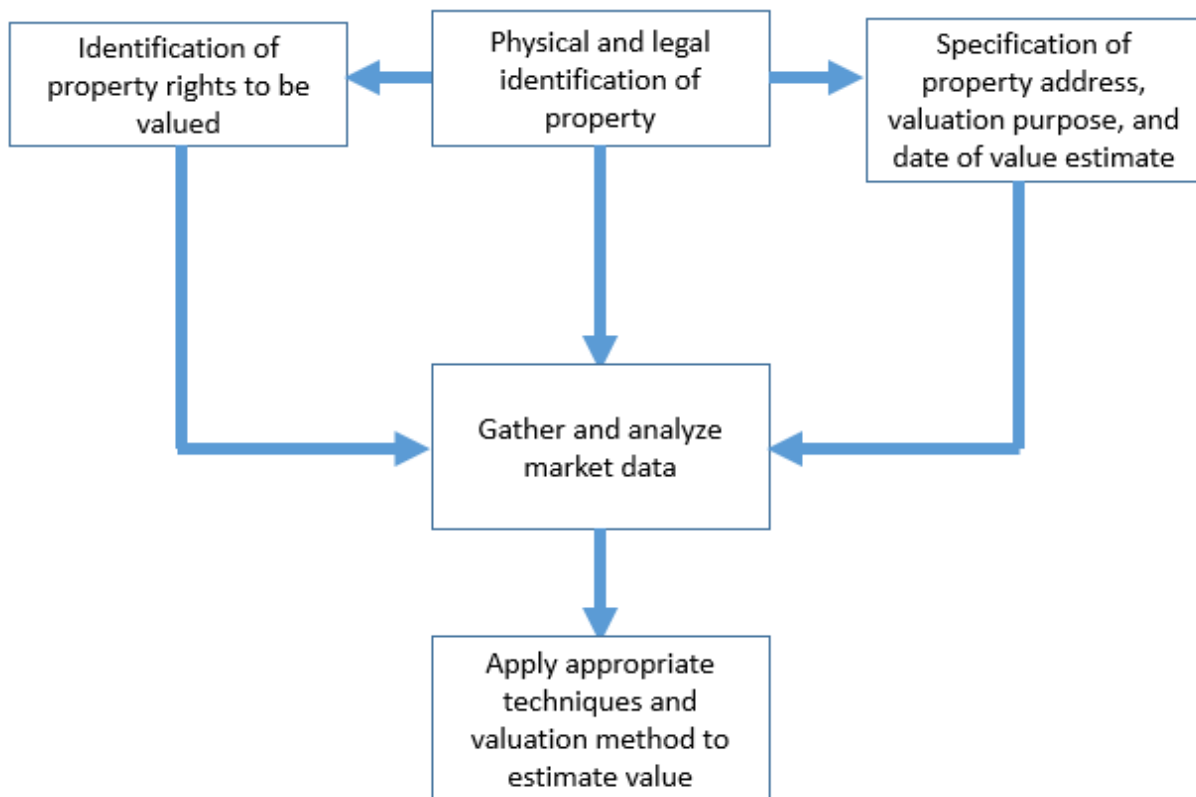 Identification of
property rights to be
valued
Physical and legal
identification of
property
Specification of
property address,
valuation purpose, and
date of value estimate
Gather and analyze
market data
Apply appropriate
techniques and
valuation method to
estimate value